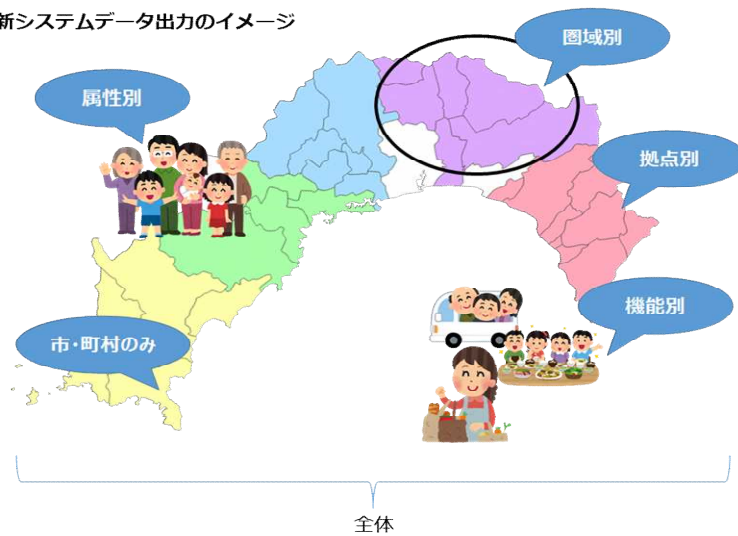 新システムデータ出力のイメージ
圏域別
属性別
拠点別
機能別
市・町村のみ
全体